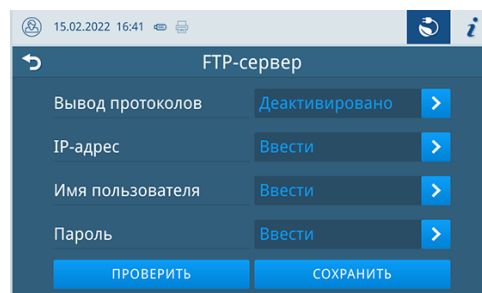 15.02.2022 16:41
i
FTP-сервер
Вывод протоколов Деактивировано
IP-адрес Ввести
Имя пользователя Ввести
Пароль Ввести
ПРОВЕРИТЬ СОХРАНИТЬ